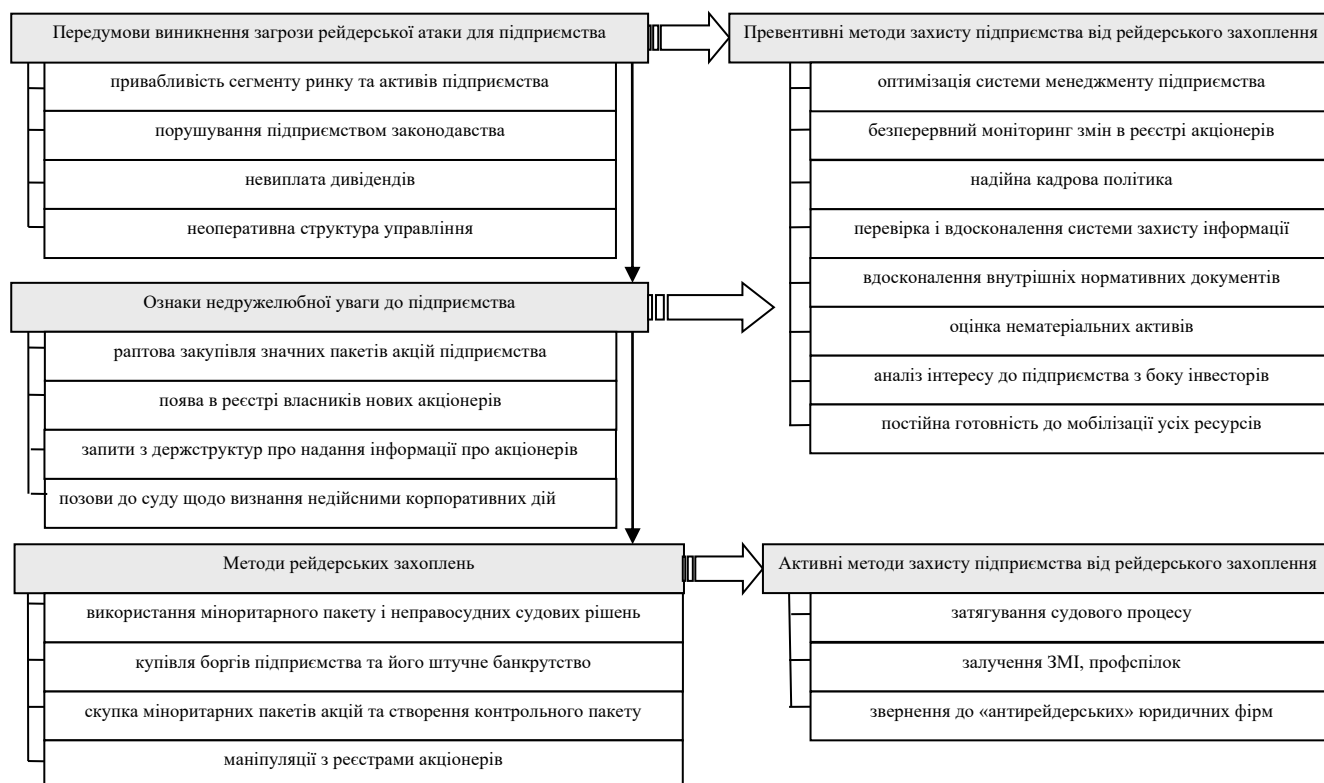 Передумови виникнення загрози рейдерської атаки для підприємства
привабливість сегменту ринку та активів підприємства
порушування підприємством законодавства
невиплата дивідендів
неоперативна структура управління
Ознаки недружелюбної уваги до підприємства
раптова закупівля значних пакетів акцій підприємства
поява в реєстрі власників нових акціонерів
запити з держструктур про надання інформації про акціонерів
позови до суду щодо визнання недійсними корпоративних дій
Методи рейдерських захоплень
використання міноритарного пакету і неправосудних судових рішень
купівля боргів підприємства та його штучне банкрутство
скупка міноритарних пакетів акцій та створення контрольного пакету
маніпуляції з реєстрами акціонерів
Превентивні методи захисту підприємства від рейдерського захоплення
оптимізація системи менеджменту підприємства
безперервний моніторинг змін в реєстрі акціонерів
надійна кадрова політика
перевірка і вдосконалення системи захисту інформації
вдосконалення внутрішніх нормативних документів
оцінка нематеріальних активів
аналіз інтересу до підприємства з боку інвесторів
постійна готовність до мобілізації усіх ресурсів
Активні методи захисту підприємства від рейдерського захоплення
затягування судового процесу
залучення ЗМІ, профспілок
звернення до «антирейдерських» юридичних фірм